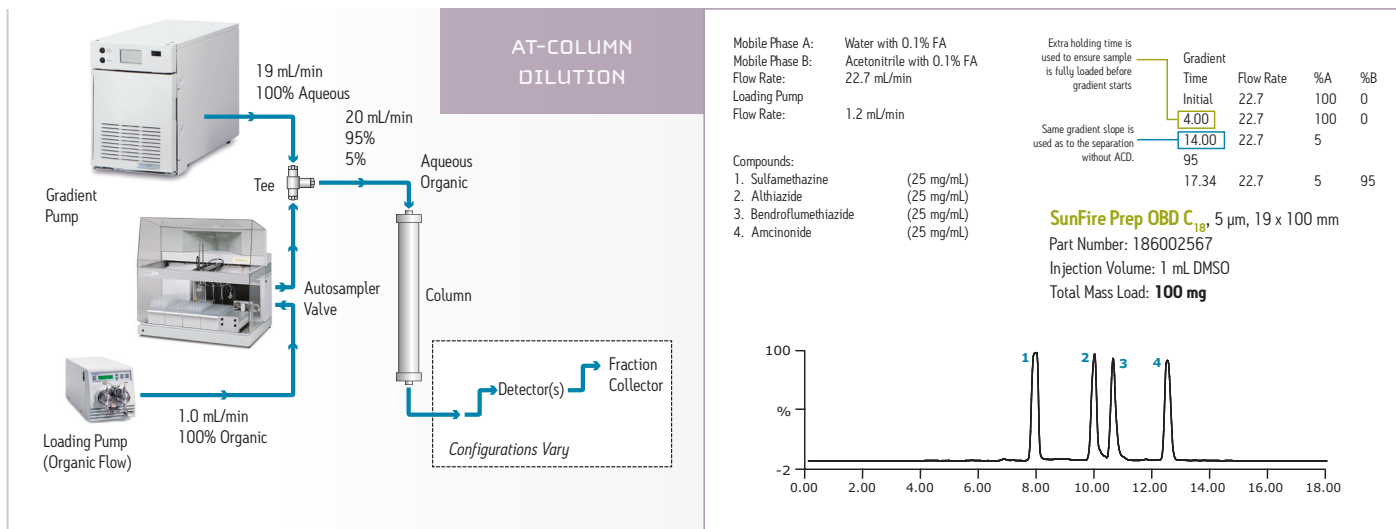 AT-COLUMN
DILUTION
19 mL/min
100% Aqueous
20 mL/min
95%
5%
Aqueous
Organic
Gradient
Pump
Tee
Autosampler
Valve
Column
1.0 mL/min
100% Organic
Loading Pump
(Organic Flow)
Detector(s)
Fraction
Collector
Configurations Vary
Mobile Phase A: Water with 0.1% FA
Mobile Phase B: Acetonitrile with 0.1% FA
Flow Rate: 22.7 mL/min
Loading Pump
Flow Rate: 1.2 mL/min
Compounds:
1. Sulfamethazine (25 mg/mL)
2. Althiazide (25 mg/mL)
3. Bendroflumethiazide (25 mg/mL)
4. Amcinonide (25 mg/mL)
Extra holding time is
used to ensure sample
is fully loaded before
gradient starts
Same gradient slope is
used as to the separation
without ACD.
Gradient
Time Flow Rate %A %B
Initial 22.7 100 0
4.00 22.7 100 0
14.00 22.7 5
95
17.34 22.7 5 95
SunFire Prep OBD C18, 5 µm, 19 x 100 mm
Part Number: 186002567
Injection Volume: 1 mL DMSO
Total Mass Load: 100 mg
100
%
-2
1 2 3 4
0.00 2.00 4.00 6.00 8.00 10.00 12.00 14.00 16.00 18.00